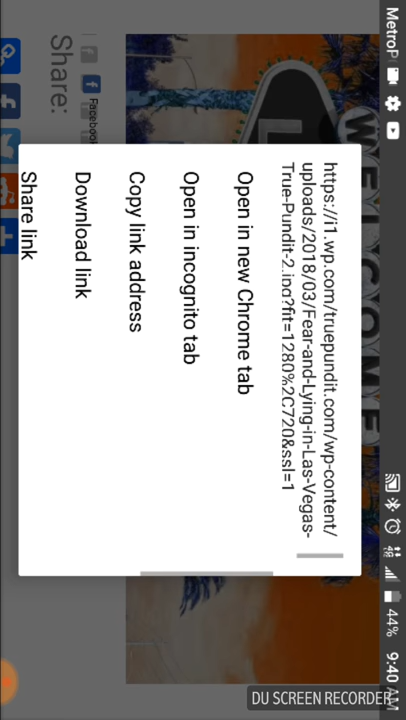 MetroP
44%
9:40 AM
WELCOME
L
https://i1.wp.com/truepundit.com/wp-content/
uploads/2018/03/Fear-and-Lying-in-Las-Vegas-
True-Pundit-2.jpg?fit=1280%2C720&ssl=1
Open in new Chrome tab
Open in incognito tab
Copy link address
Download link
Share link
Facebook
Share:
DU SCREEN RECORDER